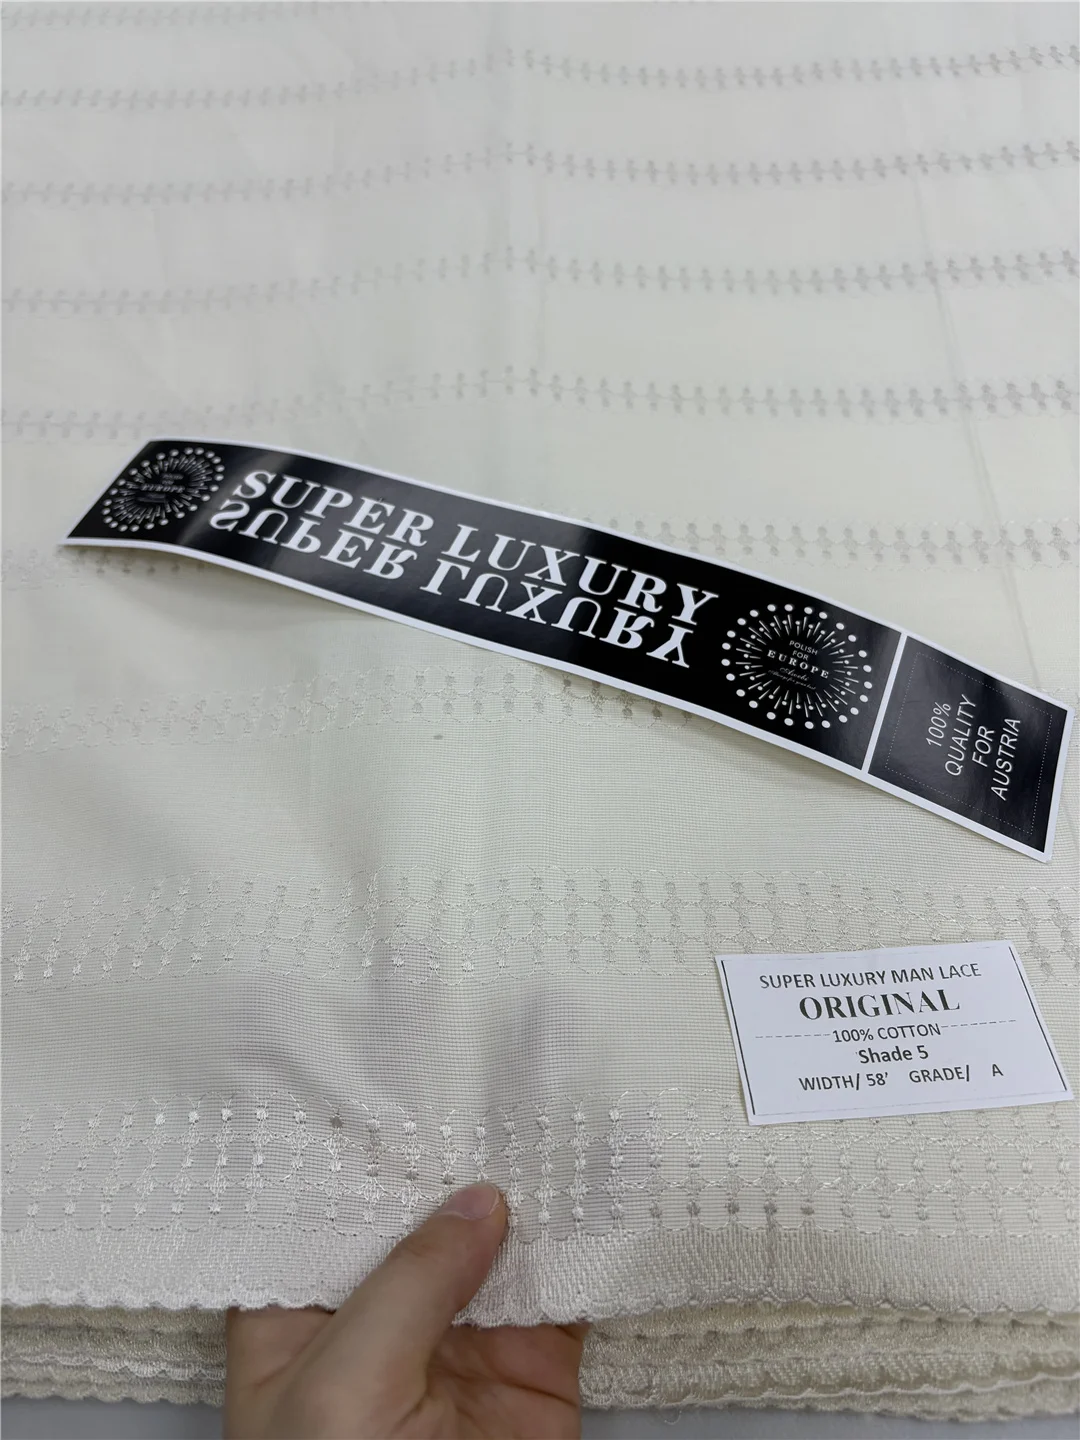 SUPER LUXURY
SUPER LUXURY
POLISH
FOR
EUROPE
100%
QUALITY
FOR
AUSTRIA
SUPER LUXURY MAN LACE
ORIGINAL
100% COTTON
Shade 5
WIDTH/ 58' GRADE/ A